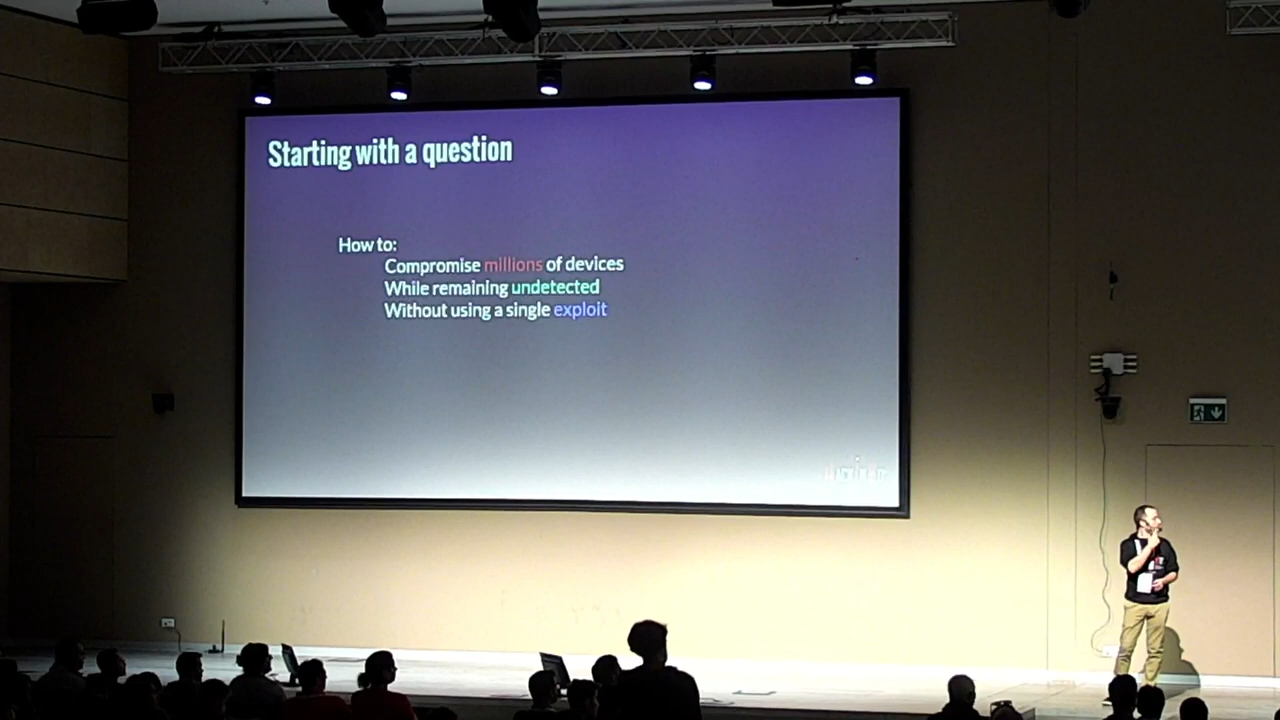 Starting with a question
How to:
Compromise millions of devices
While remaining undetected
Without using a single exploit